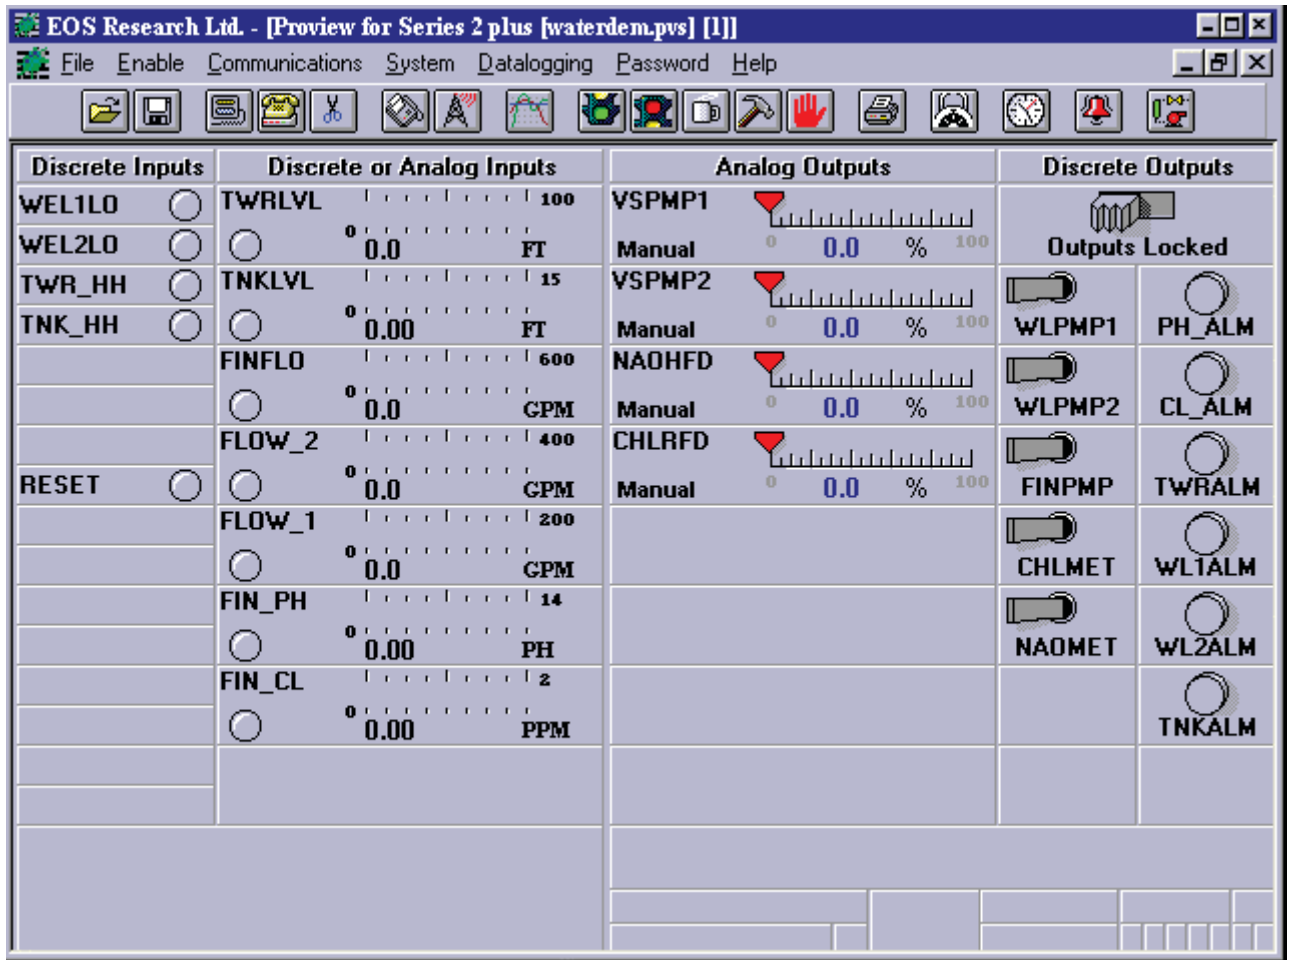 EOS Research Ltd. - [Proview for Series 2 plus [waterdem.pvs] [1]]
File Enable Communications System Datalogging Password Help
Discrete Inputs
WEL1LO
WEL2LO
TWR_HH
TNK_HH
RESET
Discrete or Analog Inputs
TWRLVL 100
0 0.0 FT
TNKLVL 15
0 0.00 FT
FINFLO 600
0 0.0 GPM
FLOW_2 400
0 0.0 GPM
FLOW_1 200
0 0.0 GPM
FIN_PH 14
0 0.00 PH
FIN_CL 2
0 0.00 PPM
Analog Outputs
VSPMP1
Manual 0 0.0 % 100
VSPMP2
Manual 0 0.0 % 100
NAOHFD
Manual 0 0.0 % 100
CHLRFD
Manual 0 0.0 % 100
Discrete Outputs
Outputs Locked
WLPMP1 PH_ALM
WLPMP2 CL_ALM
FINPMP TWRALM
CHLMET WL1ALM
NAOMET WL2ALM
TNKALM